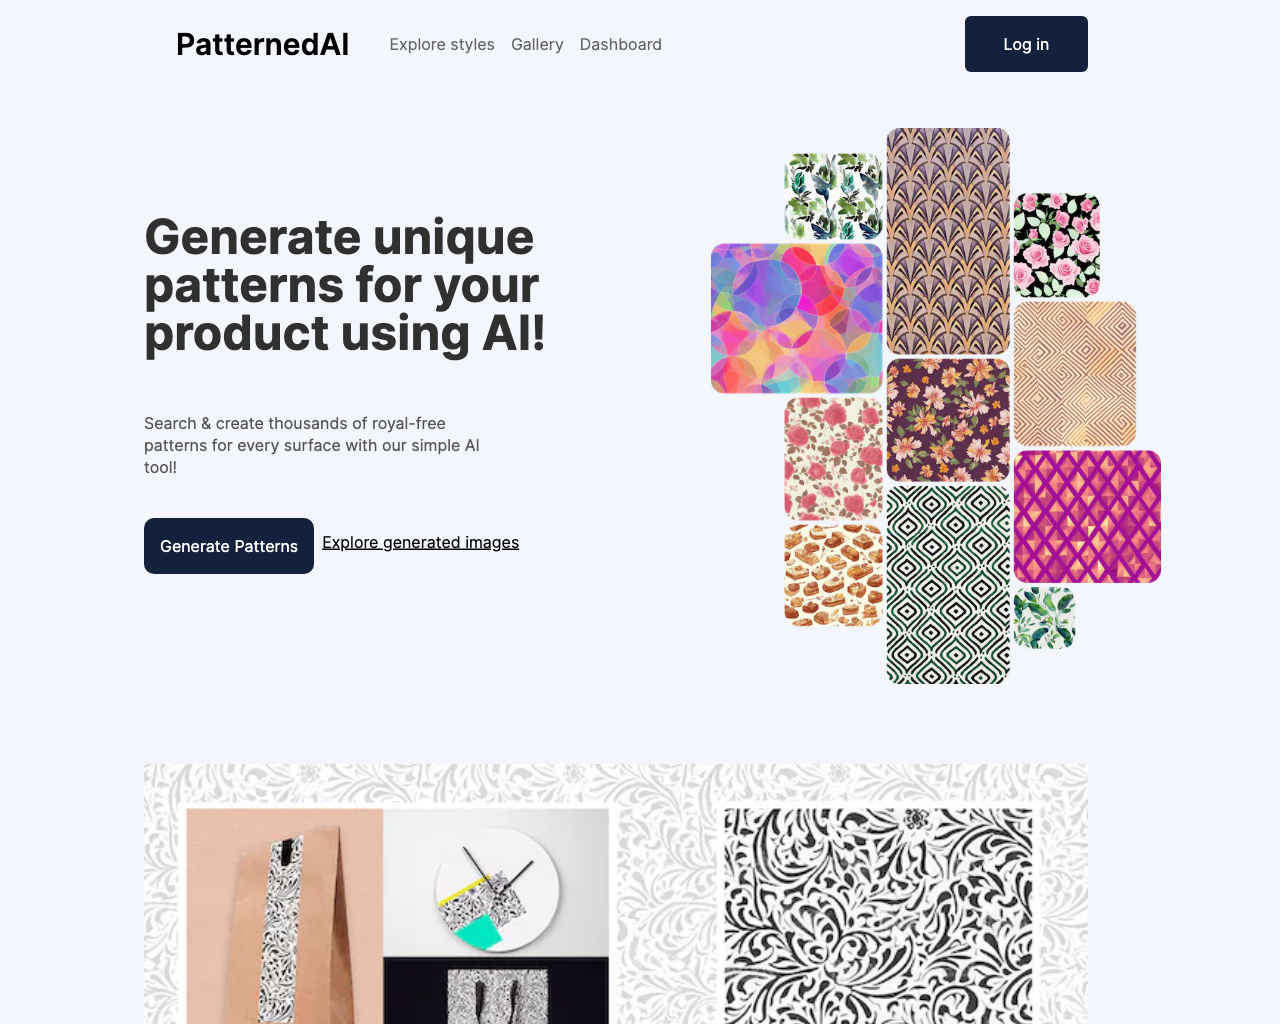 PatternedAI
Explore styles
Gallery
Dashboard
Log in
Generate unique
patterns for your
product using AI!
Search & create thousands of royal-free
patterns for every surface with our simple AI
tool!
Generate Patterns
Explore generated images